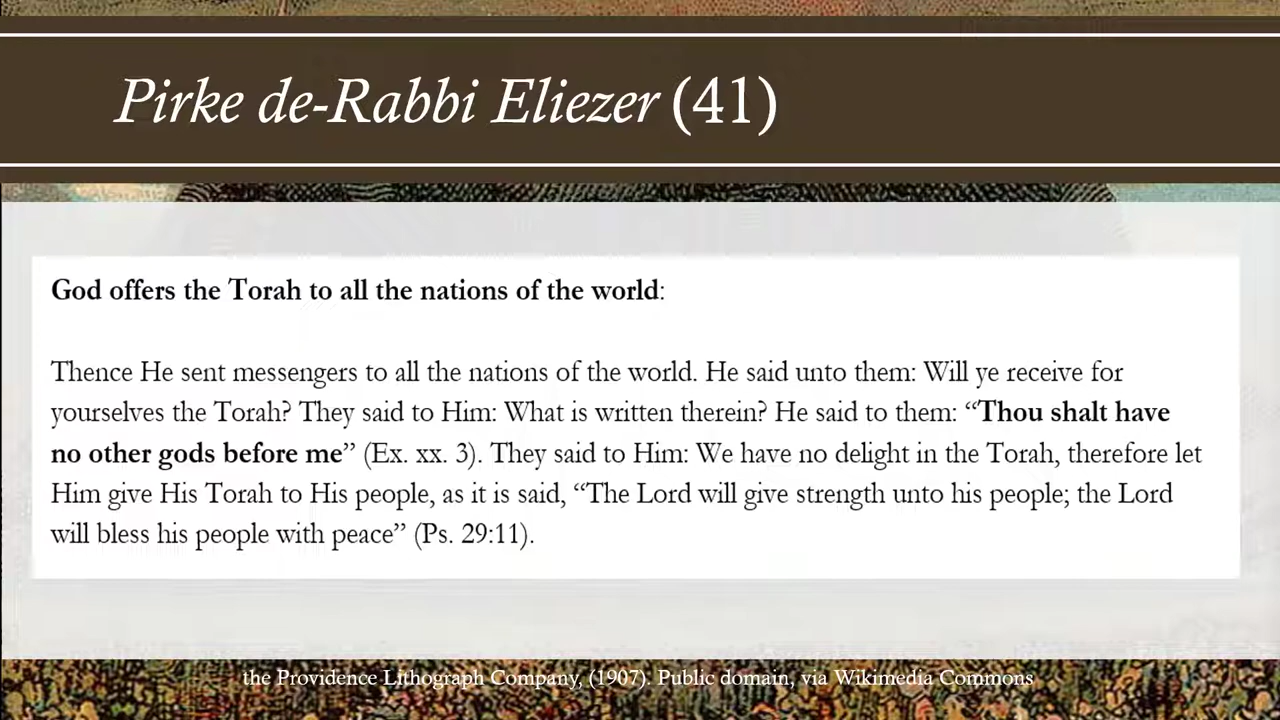 Pirke de-Rabbi Eliezer (41)
God offers the Torah to all the nations of the world:
Thence He sent messengers to all the nations of the world. He said unto them: Will ye receive for
yourselves the Torah? They said to Him: What is written therein? He said to them: “Thou shalt have
no other gods before me” (Ex. xx. 3). They said to Him: We have no delight in the Torah, therefore let
Him give His Torah to His people, as it is said, “The Lord will give strength unto his people; the Lord
will bless his people with peace” (Ps. 29:11).
the Providence Lithograph Company, (1907). Public domain, via Wikimedia Commons